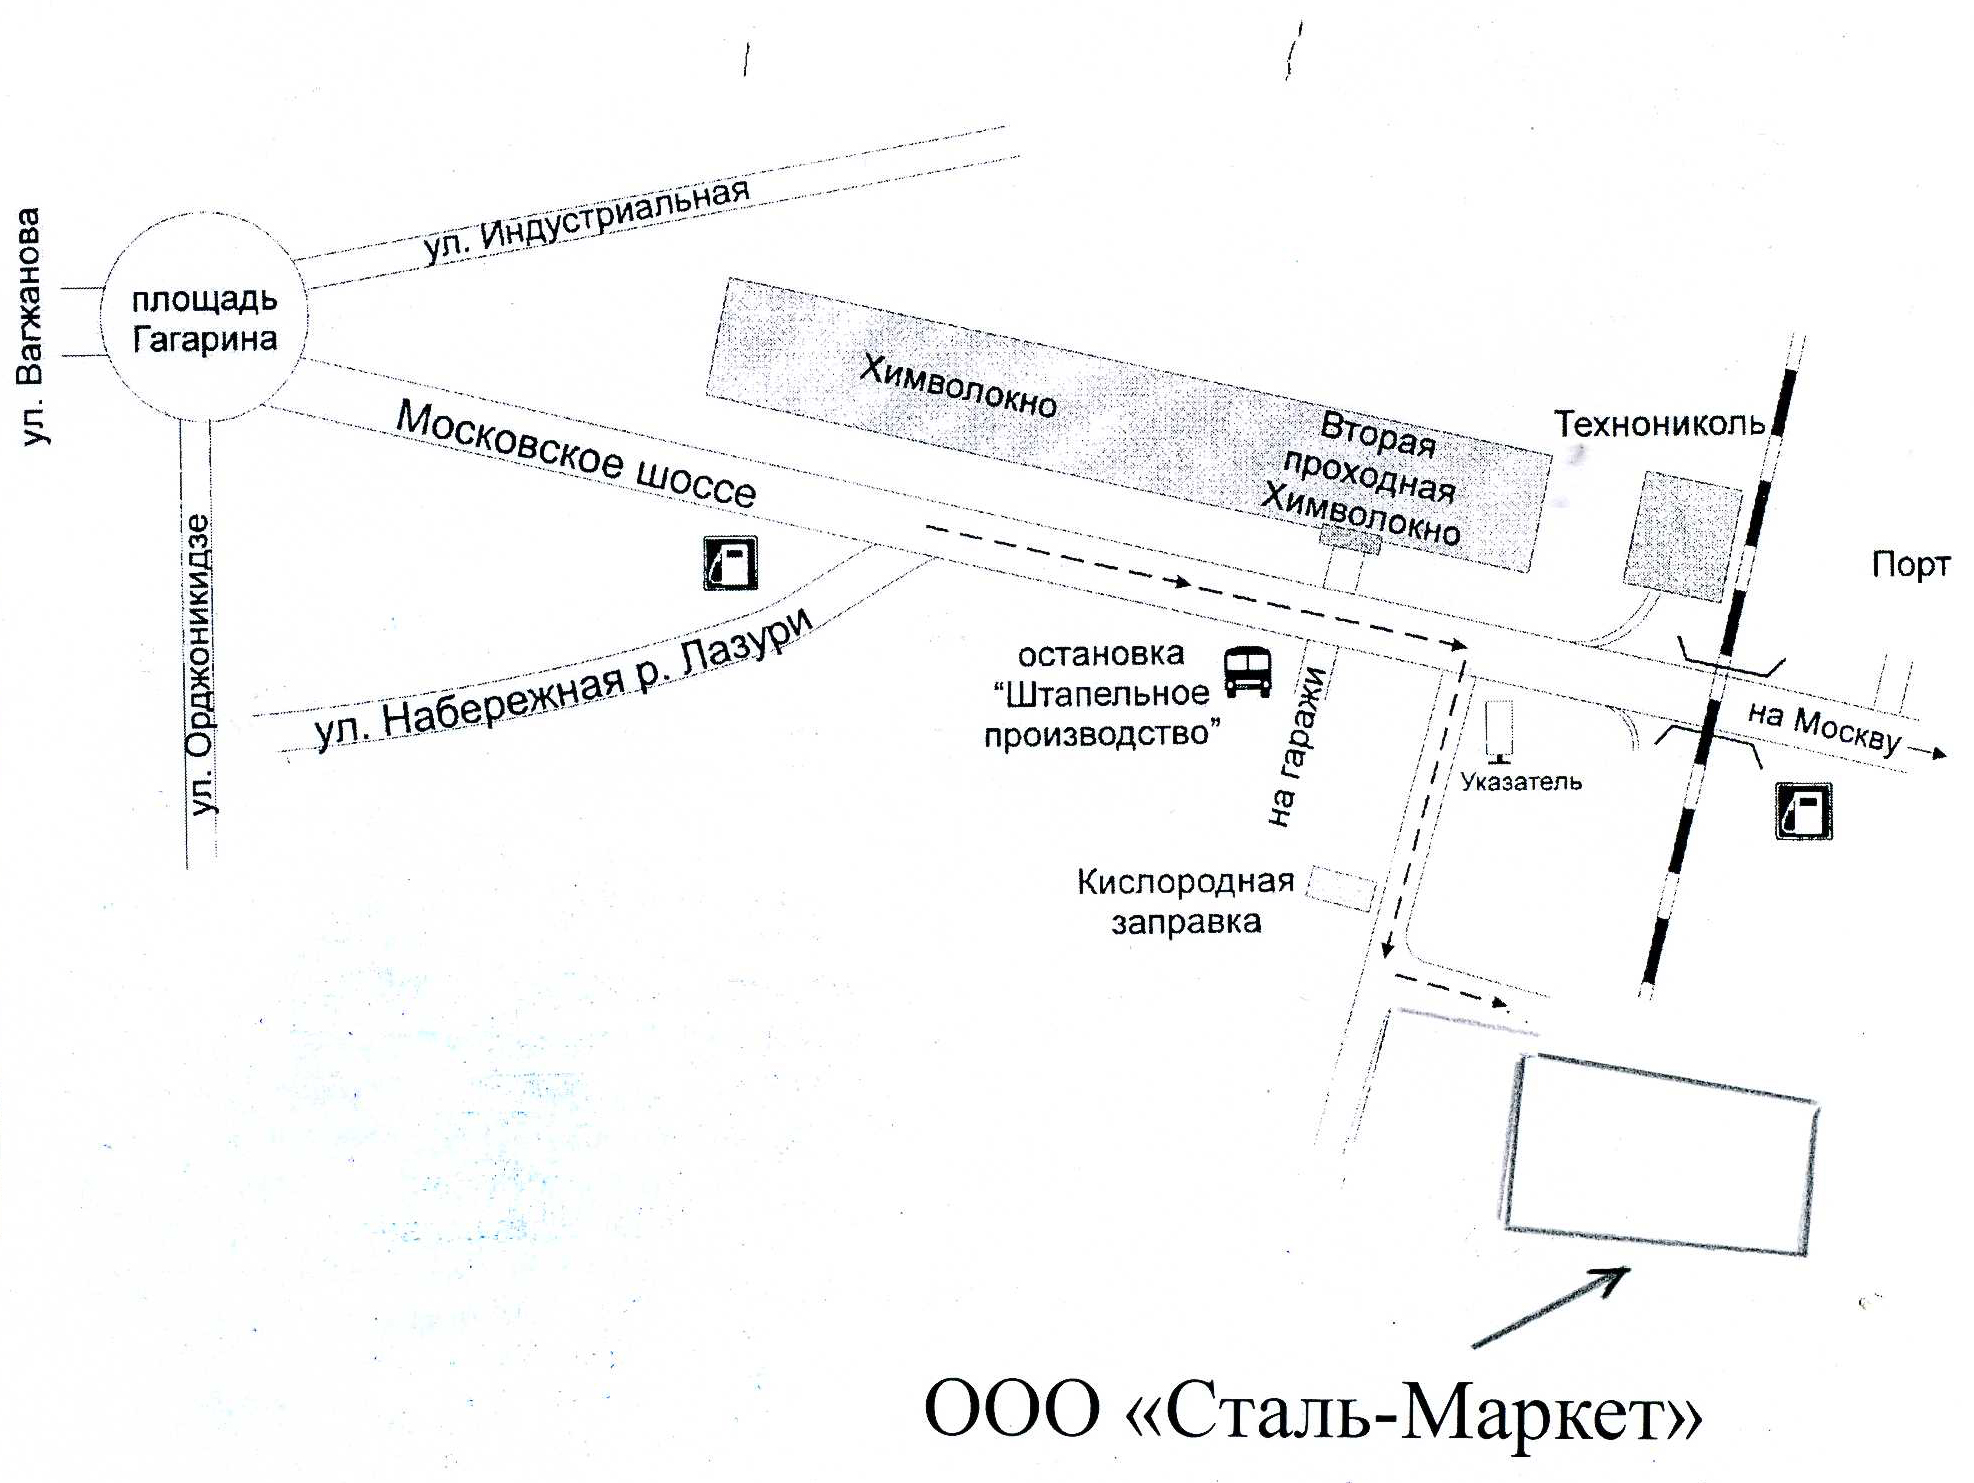 ул. Вагжанова
площадь
Гагарина
ул. Индустриальная
Московское шоссе
ул. Орджоникидзе
ул. Набережная р. Лазури
Химволокно
Вторая
проходная
Химволокно
Технониколь
Порт
остановка
“Штапельное
производство”
на гаражи
Указатель
на Москву
Кислородная
заправка
ООО «Сталь-Маркет»